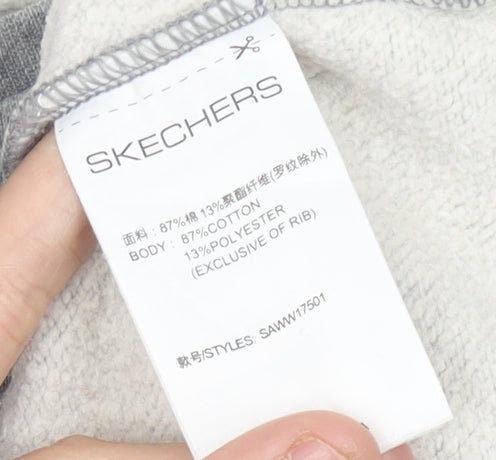 SKECHERS
面料: 87%棉 13%聚酯纤维(罗纹除外)
BODY: 87%COTTON
13%POLYESTER
(EXCLUSIVE OF RIB)
款号/STYLES: SAWW17501